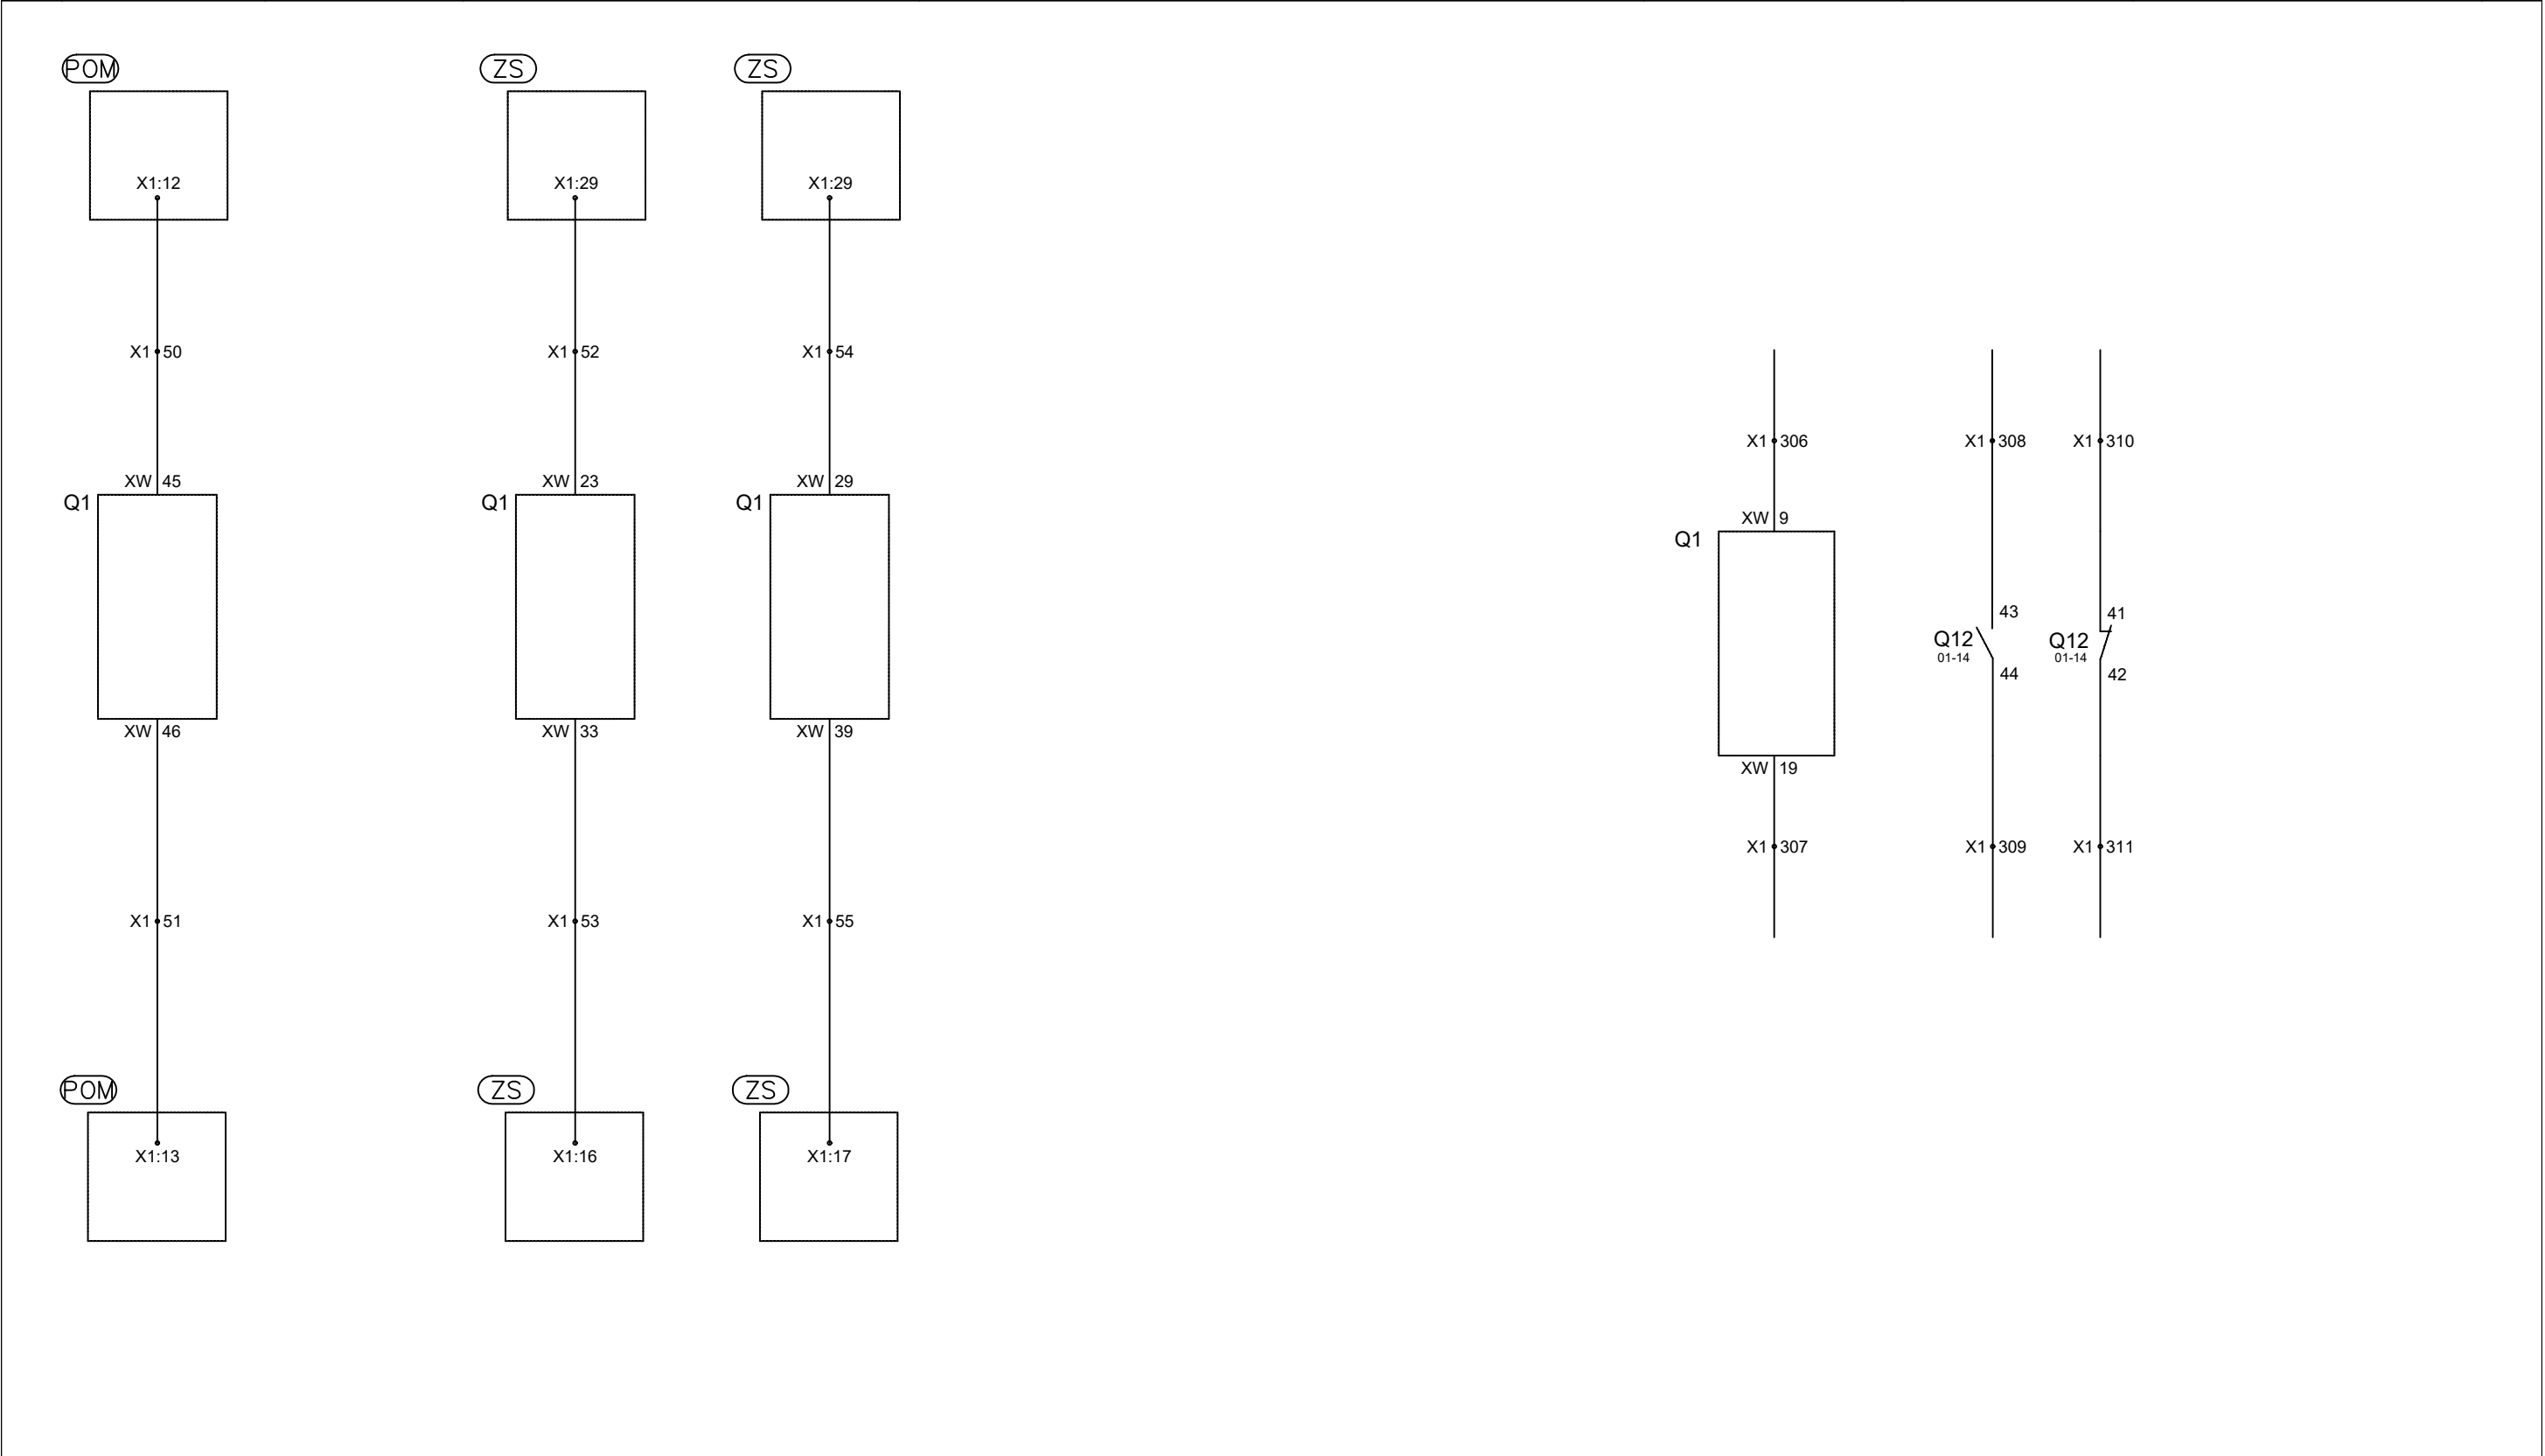 POM ZS ZS
X1:12 X1:29 X1:29
X1 50 X1 52 X1 54
X1 306 X1 308 X1 310
XW 45 XW 23 XW 29
Q1 Q1 Q1
XW 9
Q1
43 41
Q12 Q12
01-14 01-14
44 42
XW 46 XW 33 XW 39
XW 19
X1 307 X1 309 X1 311
X1 51 X1 53 X1 55
POM ZS ZS
X1:13 X1:16 X1:17